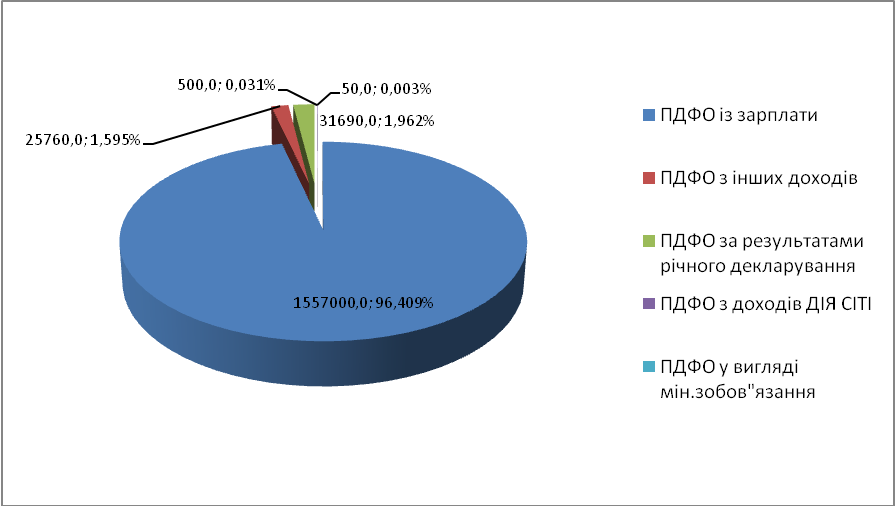 500,0; 0,031%
50,0; 0,003%
31690,0; 1,962%
25760,0; 1,595%
1557000,0; 96,409%
ПДФО із зарплати
ПДФО з інших доходів
ПДФО за результатами
річного декларування
ПДФО з доходів ДІЯ СІТІ
ПДФО у вигляді
мін.зобов"язання